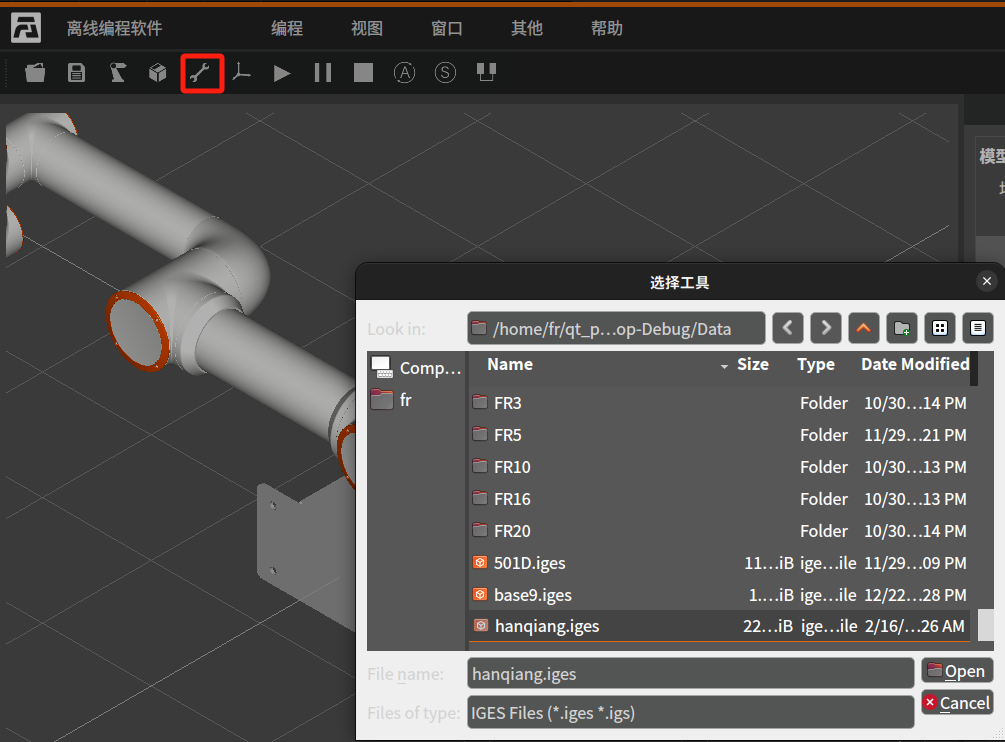 离线编程软件 编程 视图 窗口 其他 帮助
A S
选择工具
Look in: /home/fr/qt_p...op-Debug/Data
Comp...
fr
Name Size Type Date Modified
FR3 Folder 10/30...14 PM
FR5 Folder 11/29...21 PM
FR10 Folder 10/30...13 PM
FR16 Folder 10/30...13 PM
FR20 Folder 10/30...14 PM
501D.iges 11...iB ige...ile 11/29...09 PM
base9.iges 1....iB ige...ile 12/22...28 PM
hanqiang.iges 22...iB ige...ile 2/16/...26 AM
File name: hanqiang.iges Open
Files of type: IGES Files (*.iges *.igs) Cancel